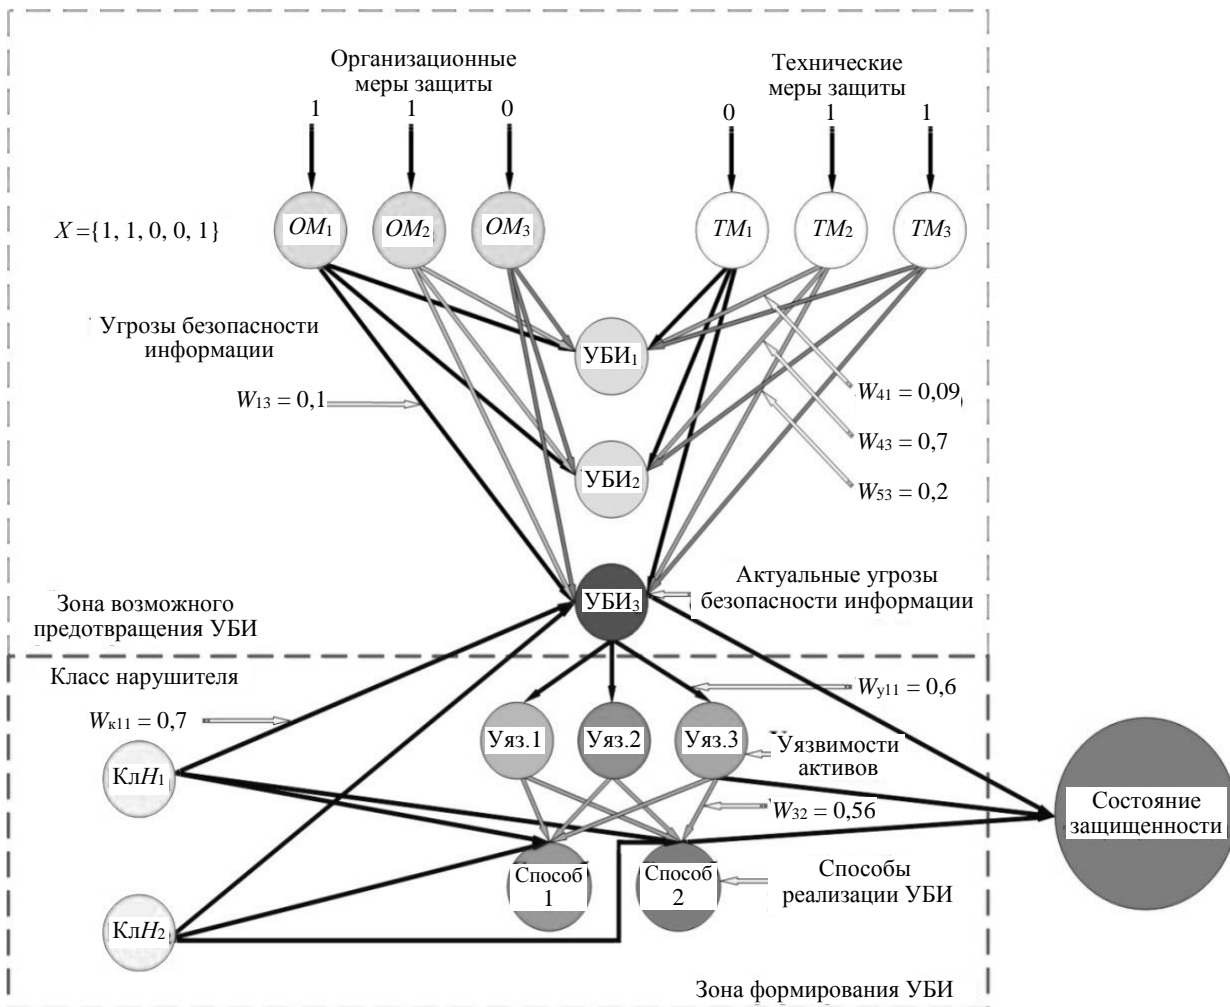 Организационные
меры защиты
Технические
меры защиты
1 1 0 0 1 1
X ={1, 1, 0, 0, 1}
OM1 OM2 OM3 TM1 TM2 TM3
Угрозы безопасности
информации
УБИ1
W13 = 0,1
W41 = 0,09
W43 = 0,7
УБИ2
W53 = 0,2
Актуальные угрозы
безопасности информации
УБИ3
Зона возможного
предотвращения УБИ
Класс нарушителя
Wк11 = 0,7
Wу11 = 0,6
Уяз.1 Уяз.2 Уяз.3
Уязвимости
активов
КлH1
W32 = 0,56
Состояние
защищенности
Способ
1
Способ
2
Способы
реализации УБИ
КлH2
Зона формирования УБИ